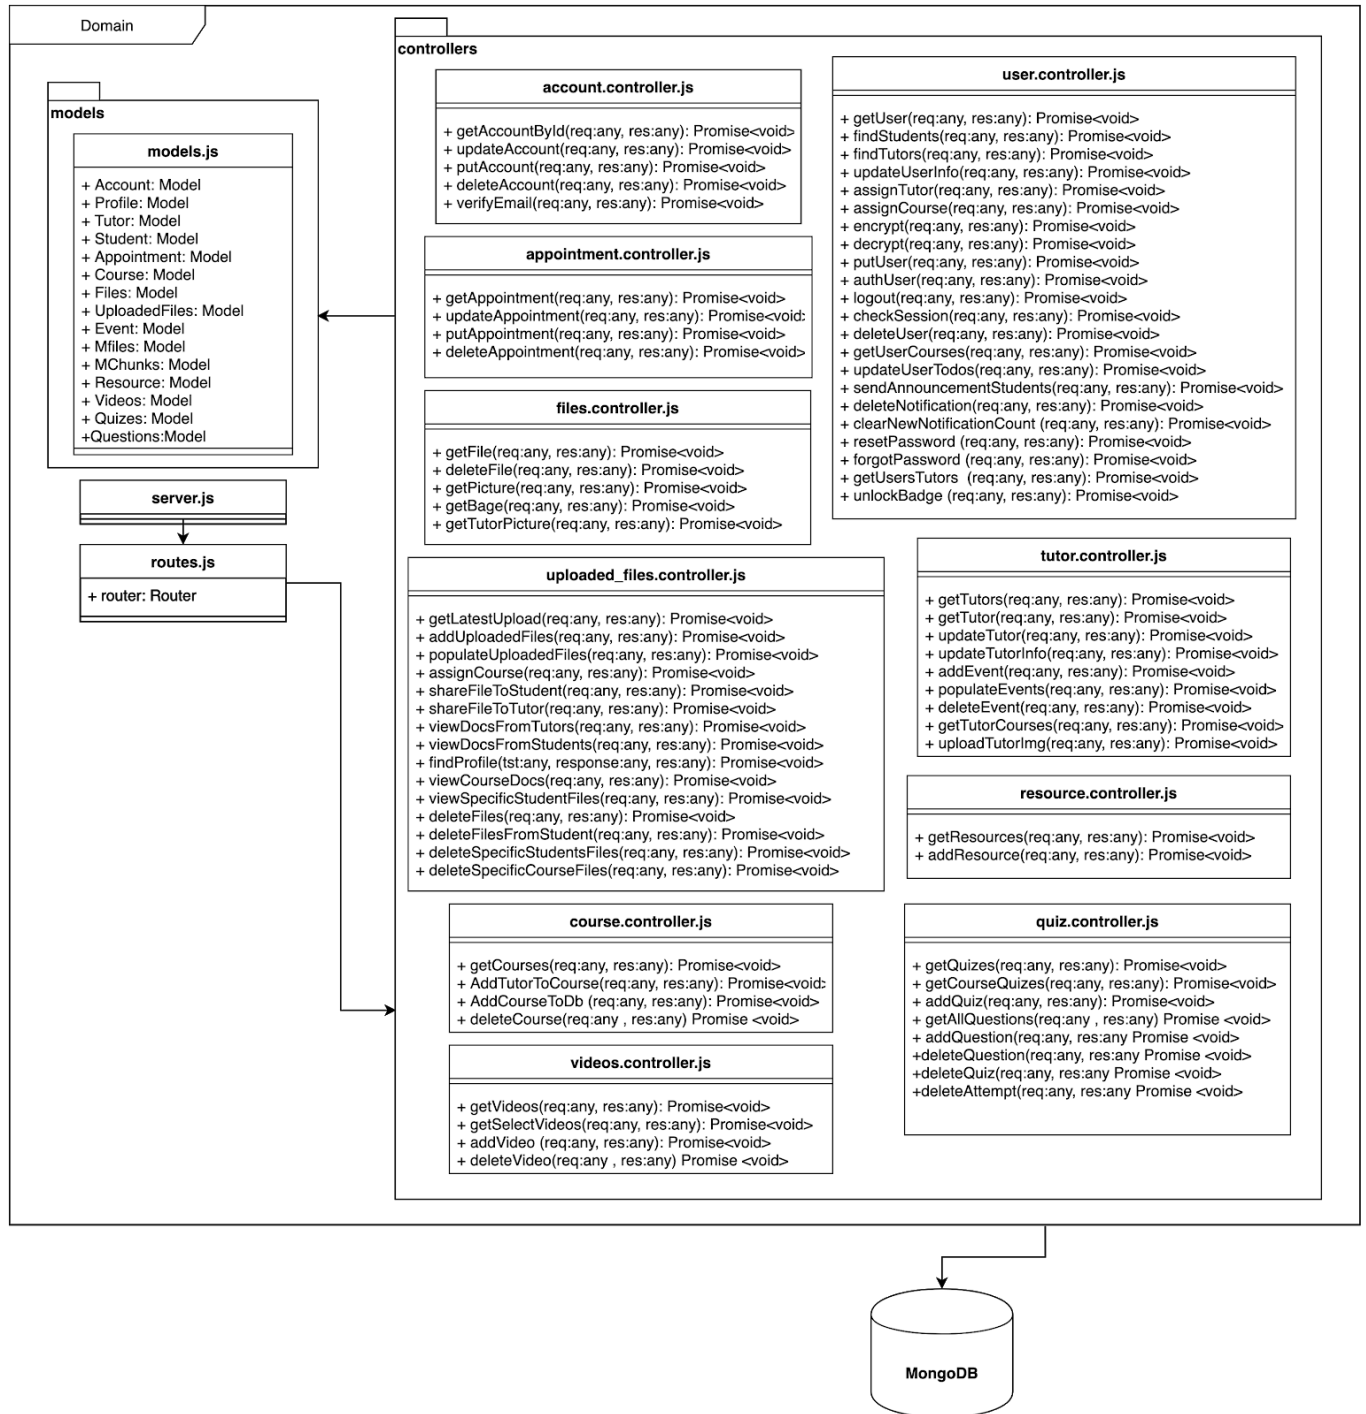 Domain
controllers
models
models.js
+ Account: Model
+ Profile: Model
+ Tutor: Model
+ Student: Model
+ Appointment: Model
+ Course: Model
+ Files: Model
+ UploadedFiles: Model
+ Event: Model
+ Mfiles: Model
+ MChunks: Model
+ Resource: Model
+ Videos: Model
+ Quizes: Model
+Questions:Model
server.js
routes.js
+ router: Router
account.controller.js
+ getAccountById(req:any, res:any): Promise<void>
+ updateAccount(req:any, res:any): Promise<void>
+ putAccount(req:any, res:any): Promise<void>
+ deleteAccount(req:any, res:any): Promise<void>
+ verifyEmail(req:any, res:any): Promise<void>
appointment.controller.js
+ getAppointment(req:any, res:any): Promise<void>
+ updateAppointment(req:any, res:any): Promise<void>
+ putAppointment(req:any, res:any): Promise<void>
+ deleteAppointment(req:any, res:any): Promise<void>
files.controller.js
+ getFile(req:any, res:any): Promise<void>
+ deleteFile(req:any, res:any): Promise<void>
+ getPicture(req:any, res:any): Promise<void>
+ getBage(req:any, res:any): Promise<void>
+ getTutorPicture(req:any, res:any): Promise<void>
uploaded_files.controller.js
+ getLatestUpload(req:any, res:any): Promise<void>
+ addUploadedFiles(req:any, res:any): Promise<void>
+ populateUploadedFiles(req:any, res:any): Promise<void>
+ assignCourse(req:any, res:any): Promise<void>
+ shareFileToStudent(req:any, res:any): Promise<void>
+ shareFileToTutor(req:any, res:any): Promise<void>
+ viewDocsFromTutors(req:any, res:any): Promise<void>
+ viewDocsFromStudents(req:any, res:any): Promise<void>
+ findProfile(tst:any, response:any, res:any): Promise<void>
+ viewCourseDocs(req:any, res:any): Promise<void>
+ viewSpecificStudentFiles(req:any, res:any): Promise<void>
+ deleteFiles(req:any, res:any): Promise<void>
+ deleteFilesFromStudent(req:any, res:any): Promise<void>
+ deleteSpecificStudentsFiles(req:any, res:any): Promise<void>
+ deleteSpecificCourseFiles(req:any, res:any): Promise<void>
course.controller.js
+ getCourses(req:any, res:any): Promise<void>
+ AddTutorToCourse(req:any, res:any): Promise<void>
+ AddCourseToDb (req:any, res:any): Promise<void>
+ deleteCourse(req:any , res:any) Promise <void>
videos.controller.js
+ getVideos(req:any, res:any): Promise<void>
+ getSelectVideos(req:any, res:any): Promise<void>
+ addVideo (req:any, res:any): Promise<void>
+ deleteVideo(req:any , res:any) Promise <void>
user.controller.js
+ getUser(req:any, res:any): Promise<void>
+ findStudents(req:any, res:any): Promise<void>
+ findTutors(req:any, res:any): Promise<void>
+ updateUserInfo(req:any, res:any): Promise<void>
+ assignTutor(req:any, res:any): Promise<void>
+ assignCourse(req:any, res:any): Promise<void>
+ encrypt(req:any, res:any): Promise<void>
+ decrypt(req:any, res:any): Promise<void>
+ putUser(req:any, res:any): Promise<void>
+ authUser(req:any, res:any): Promise<void>
+ logout(req:any, res:any): Promise<void>
+ checkSession(req:any, res:any): Promise<void>
+ deleteUser(req:any, res:any): Promise<void>
+ getUserCourses(req:any, res:any): Promise<void>
+ updateUserTodos(req:any, res:any): Promise<void>
+ sendAnnouncementStudents(req:any, res:any): Promise<void>
+ deleteNotification(req:any, res:any): Promise<void>
+ clearNewNotificationCount (req:any, res:any): Promise<void>
+ resetPassword (req:any, res:any): Promise<void>
+ forgotPassword (req:any, res:any): Promise<void>
+ getUsersTutors (req:any, res:any): Promise<void>
+ unlockBadge (req:any, res:any): Promise<void>
tutor.controller.js
+ getTutors(req:any, res:any): Promise<void>
+ getTutor(req:any, res:any): Promise<void>
+ updateTutor(req:any, res:any): Promise<void>
+ updateTutorInfo(req:any, res:any): Promise<void>
+ addEvent(req:any, res:any): Promise<void>
+ populateEvents(req:any, res:any): Promise<void>
+ deleteEvent(req:any, res:any): Promise<void>
+ getTutorCourses(req:any, res:any): Promise<void>
+ uploadTutorImg(req:any, res:any): Promise<void>
resource.controller.js
+ getResources(req:any, res:any): Promise<void>
+ addResource(req:any, res:any): Promise<void>
quiz.controller.js
+ getQuizes(req:any, res:any): Promise<void>
+ getCourseQuizes(req:any, res:any): Promise<void>
+ addQuiz(req:any, res:any): Promise<void>
+ getAllQuestions(req:any , res:any) Promise <void>
+ addQuestion(req:any, res:any Promise <void>
+deleteQuestion(req:any, res:any Promise <void>
+deleteQuiz(req:any, res:any Promise <void>
+deleteAttempt(req:any, res:any Promise <void>
MongoDB